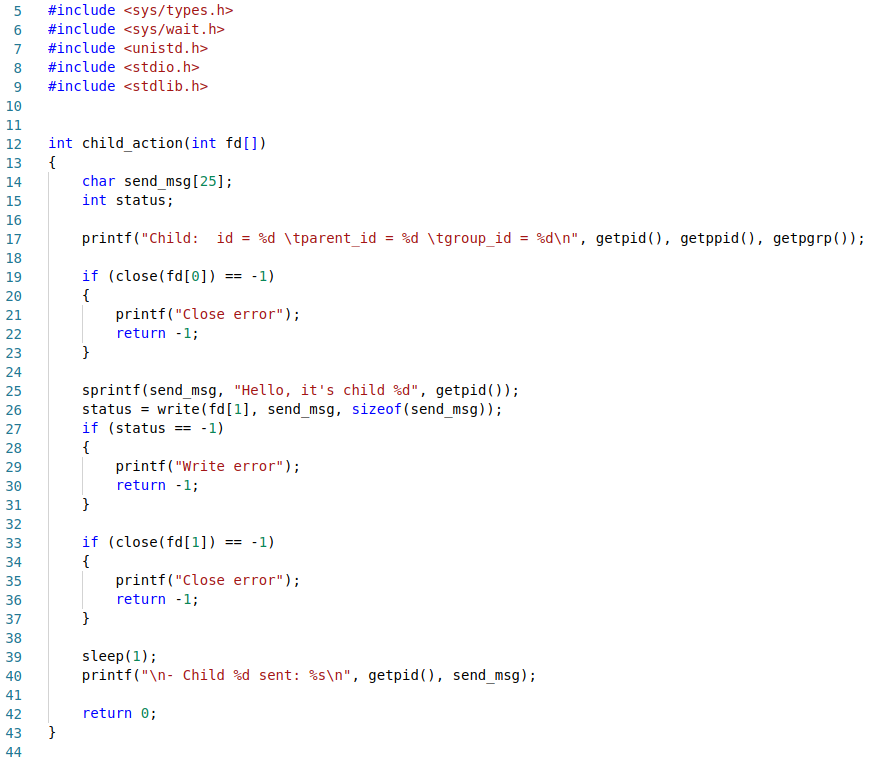 5 #include <sys/types.h>
6 #include <sys/wait.h>
7 #include <unistd.h>
8 #include <stdio.h>
9 #include <stdlib.h>
10
11
12 int child_action(int fd[])
13 {
14     char send_msg[25];
15     int status;
16
17     printf("Child:  id = %d \tparent_id = %d \tgroup_id = %d\n", getpid(), getppid(), getpgrp());
18
19     if (close(fd[0]) == -1)
20     {
21         printf("Close error");
22         return -1;
23     }
24
25     sprintf(send_msg, "Hello, it's child %d", getpid());
26     status = write(fd[1], send_msg, sizeof(send_msg));
27     if (status == -1)
28     {
29         printf("Write error");
30         return -1;
31     }
32
33     if (close(fd[1]) == -1)
34     {
35         printf("Close error");
36         return -1;
37     }
38
39     sleep(1);
40     printf("\n- Child %d sent: %s\n", getpid(), send_msg);
41
42     return 0;
43 }
44